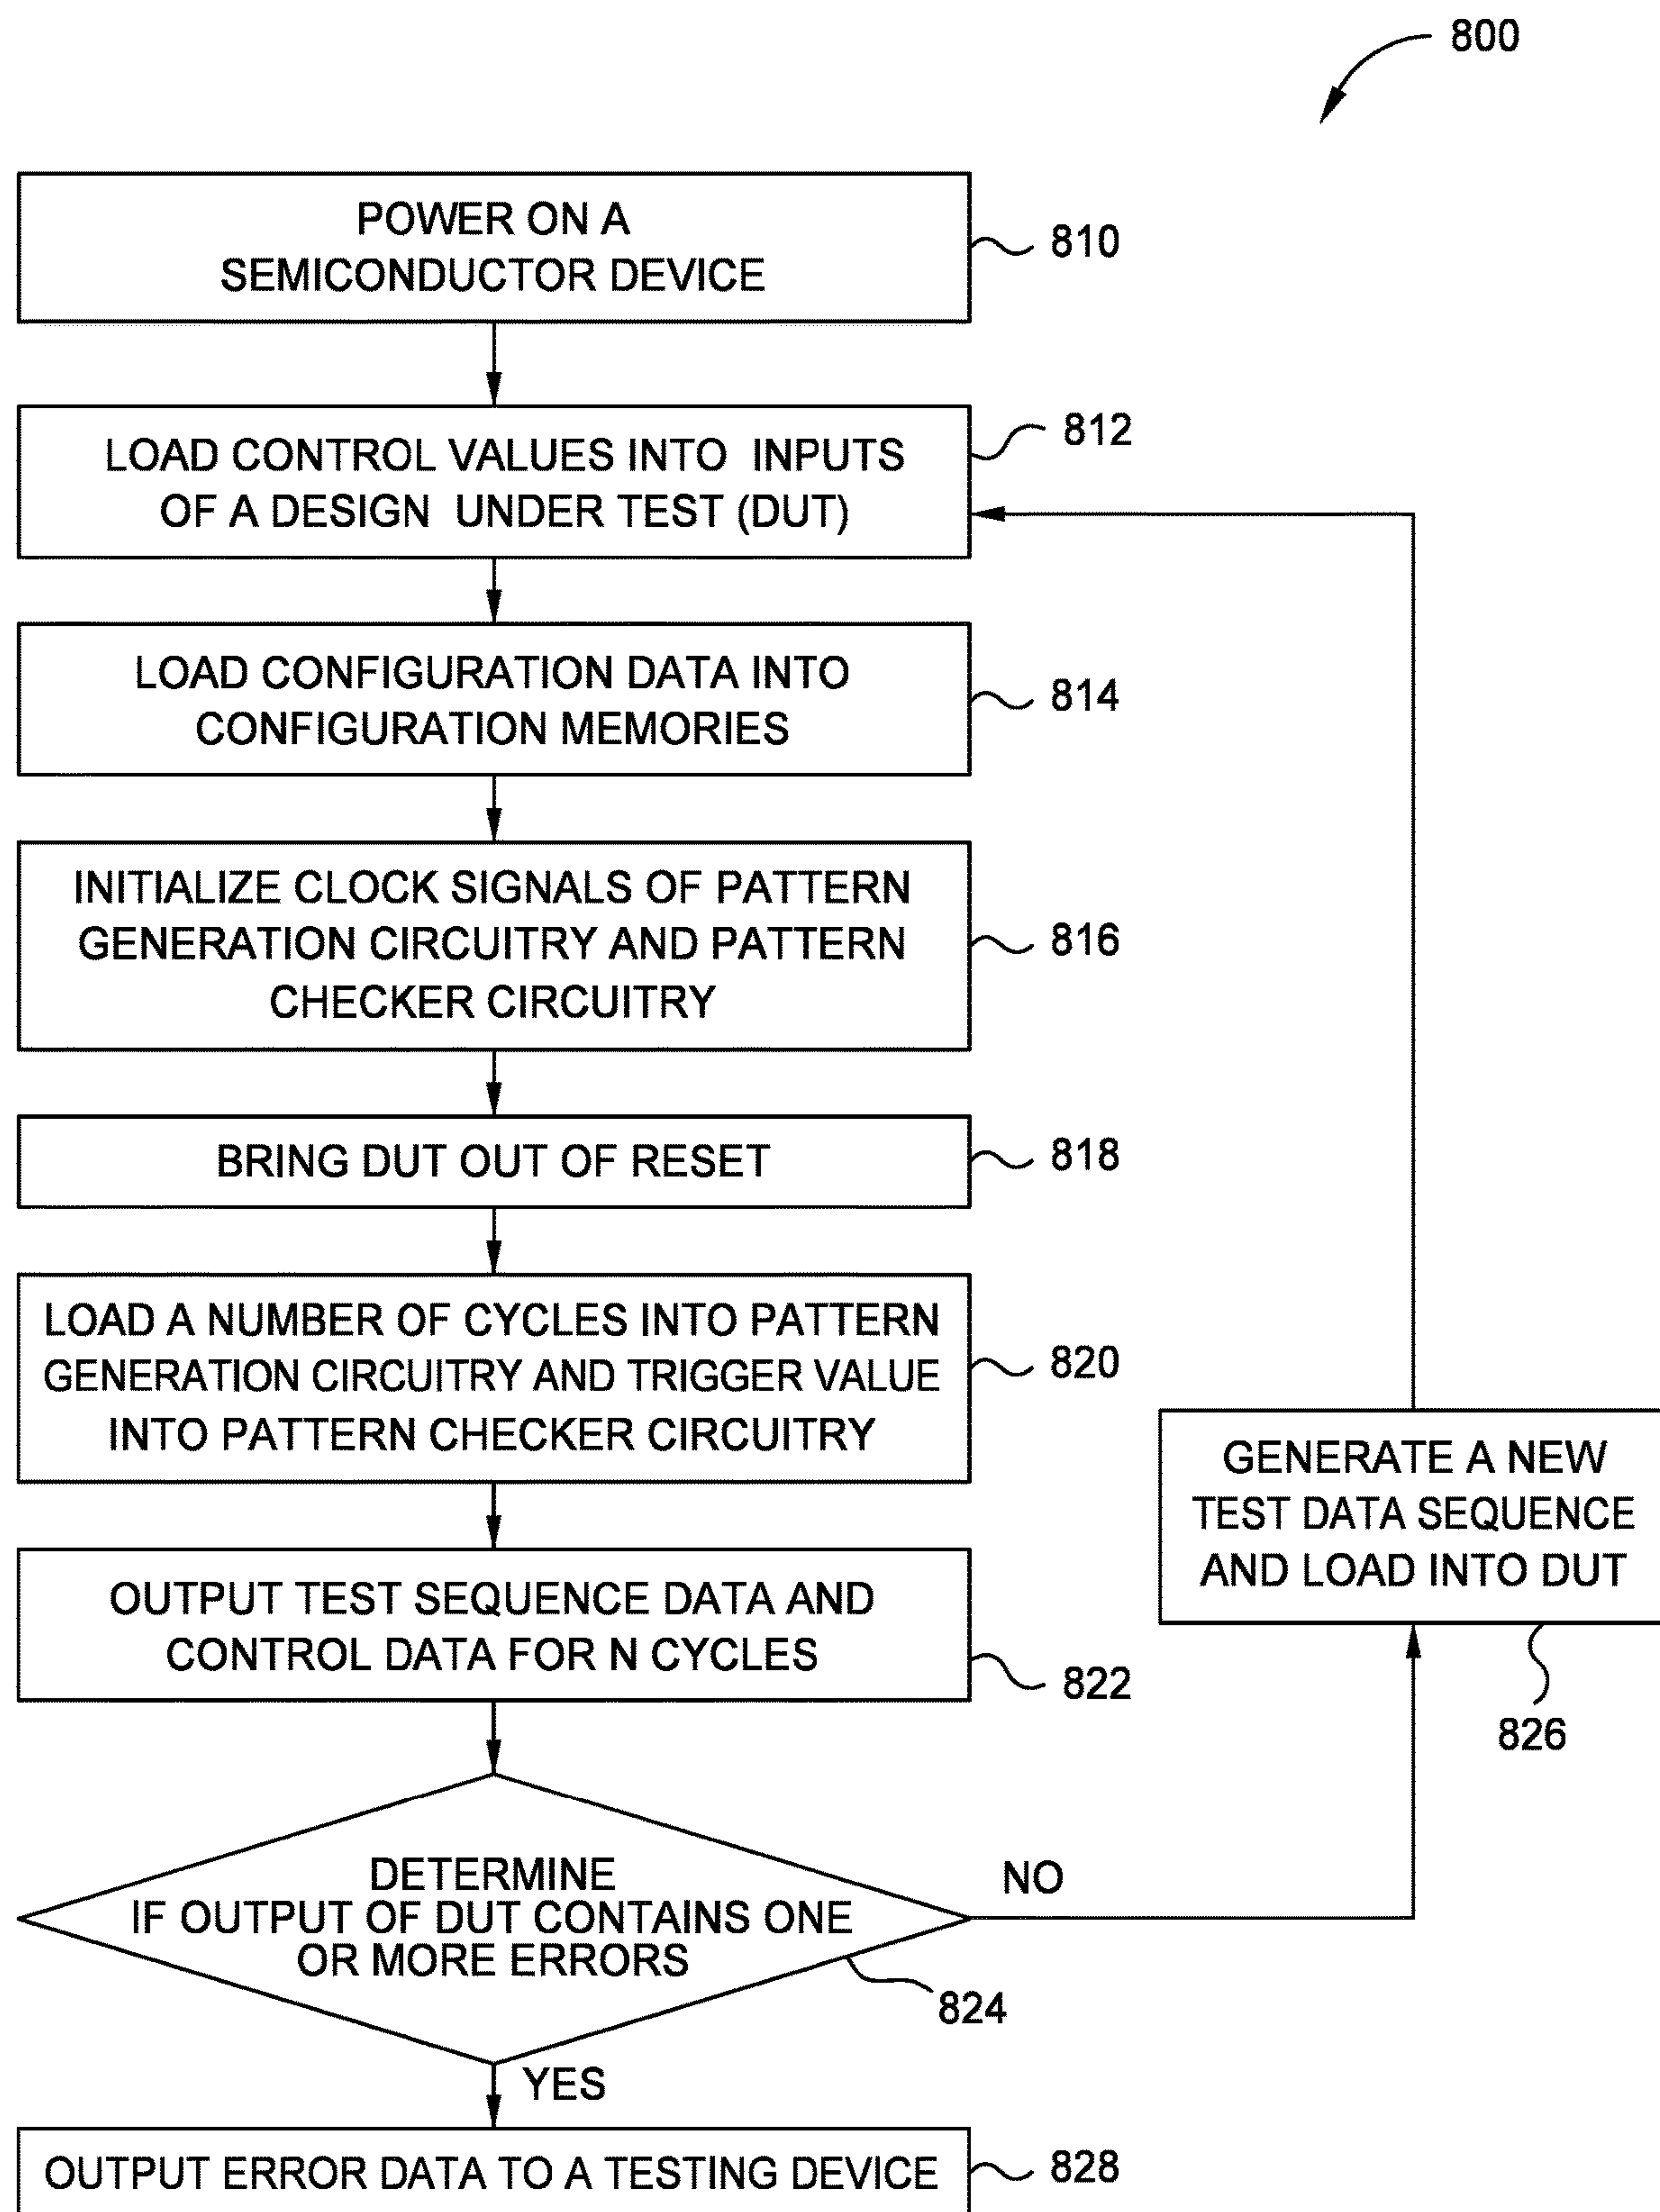 800
POWER ON A
SEMICONDUCTOR DEVICE
810
LOAD CONTROL VALUES INTO INPUTS
OF A DESIGN UNDER TEST (DUT)
812
LOAD CONFIGURATION DATA INTO
CONFIGURATION MEMORIES
814
INITIALIZE CLOCK SIGNALS OF PATTERN
GENERATION CIRCUITRY AND PATTERN
CHECKER CIRCUITRY
816
BRING DUT OUT OF RESET
818
LOAD A NUMBER OF CYCLES INTO PATTERN
GENERATION CIRCUITRY AND TRIGGER VALUE
INTO PATTERN CHECKER CIRCUITRY
820
OUTPUT TEST SEQUENCE DATA AND
CONTROL DATA FOR N CYCLES
822
GENERATE A NEW
TEST DATA SEQUENCE
AND LOAD INTO DUT
826
DETERMINE
IF OUTPUT OF DUT CONTAINS ONE
OR MORE ERRORS
824
NO
YES
OUTPUT ERROR DATA TO A TESTING DEVICE
828